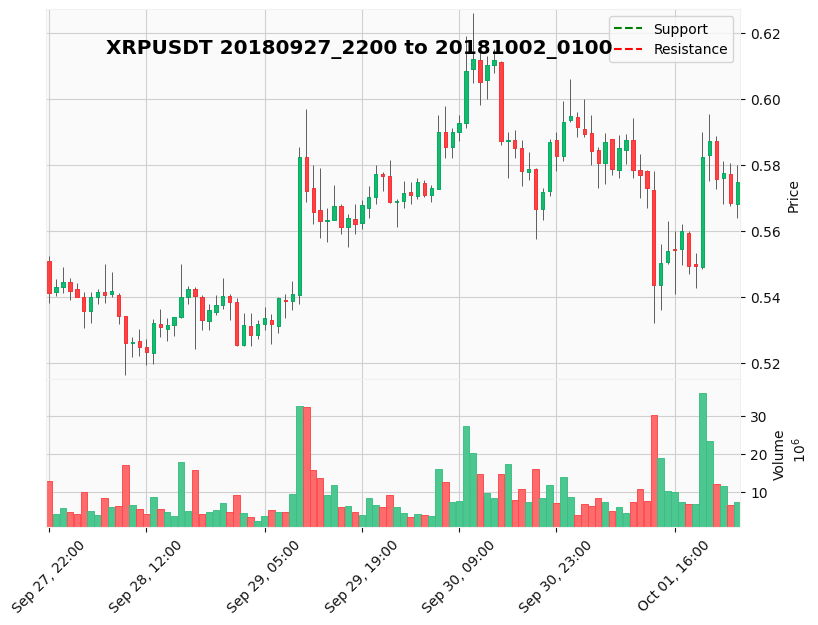 XRPUSDT 20180927_2200 to 20181002_0100
Support
Resistance
0.62
0.60
0.58
0.56
0.54
0.52
Price
30
20
10
Volume
10^6
Sep 27, 22:00
Sep 28, 12:00
Sep 29, 05:00
Sep 29, 19:00
Sep 30, 09:00
Sep 30, 23:00
Oct 01, 16:00